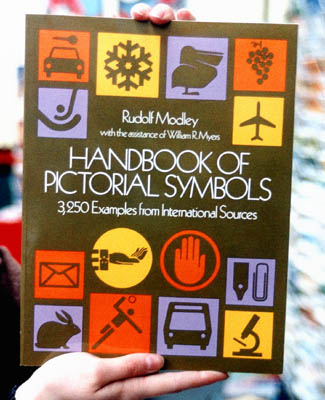 Rudolf Modley
with the assistance of William R. Myers
HANDBOOK OF
PICTORIAL SYMBOLS
3,250 Examples from International Sources